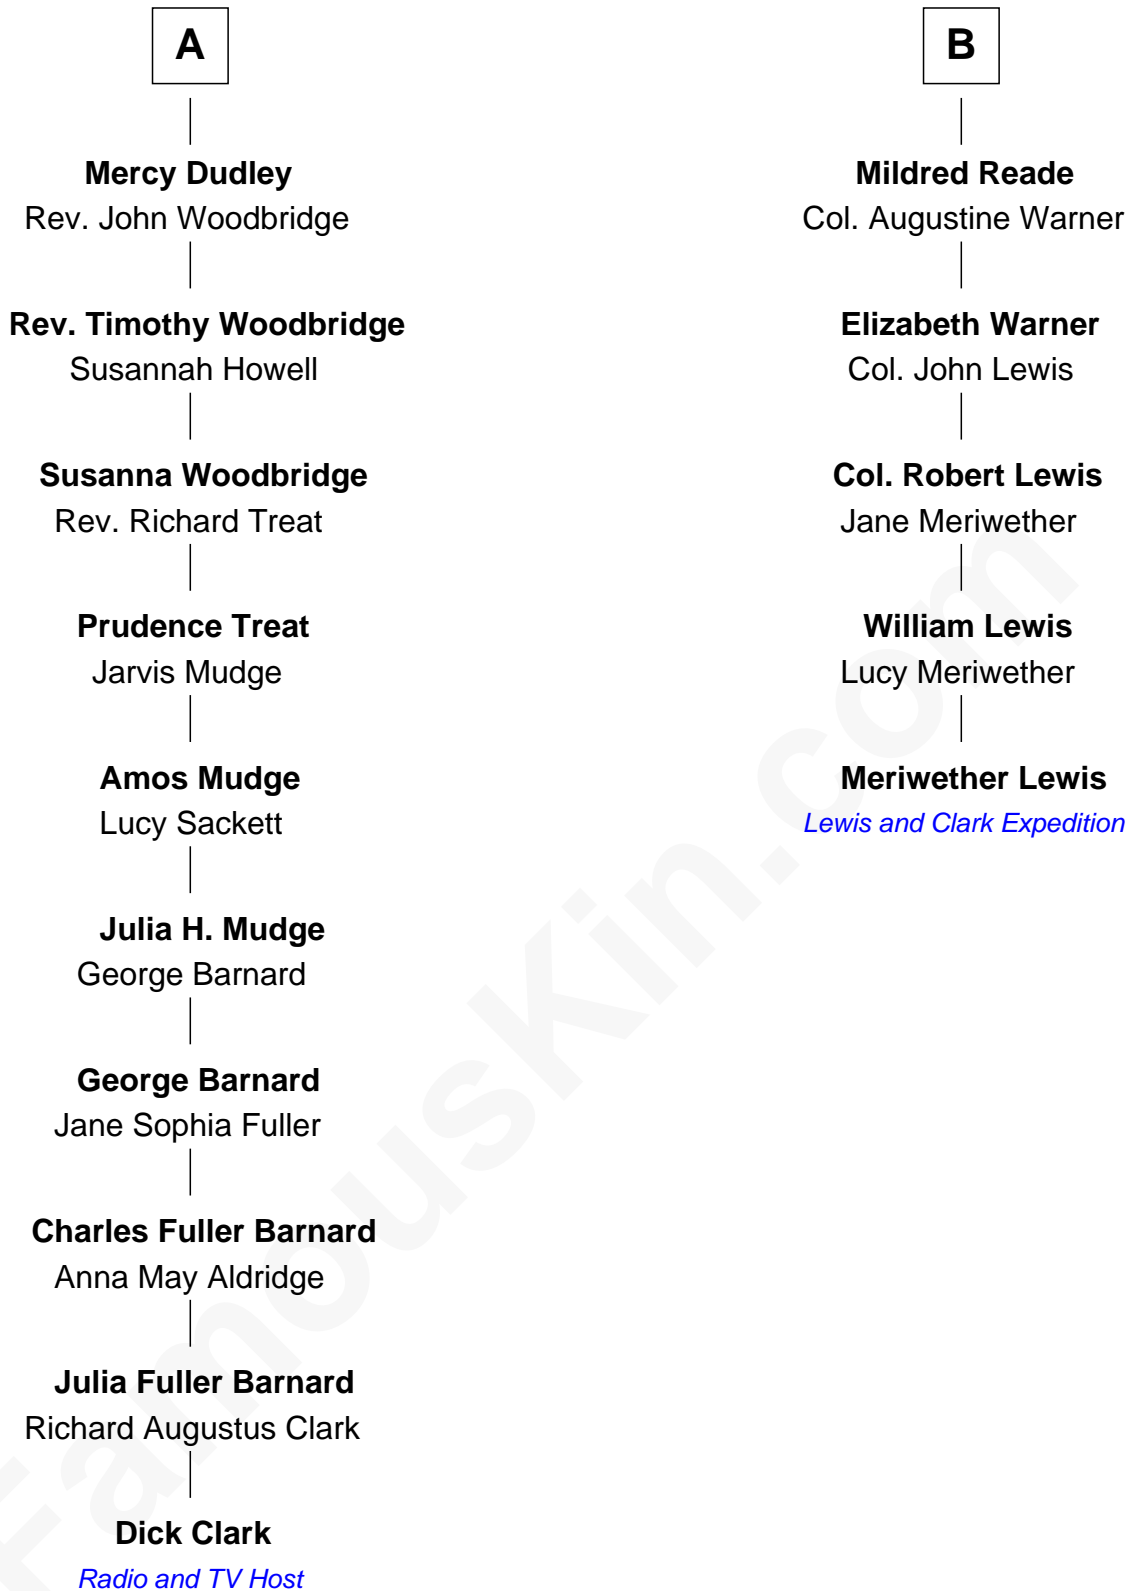 A
Mercy Dudley
Rev. John Woodbridge
Rev. Timothy Woodbridge
Susannah Howell
Susanna Woodbridge
Rev. Richard Treat
Prudence Treat
Jarvis Mudge
Amos Mudge
Lucy Sackett
Julia H. Mudge
George Barnard
George Barnard
Jane Sophia Fuller
Charles Fuller Barnard
Anna May Aldridge
Julia Fuller Barnard
Richard Augustus Clark
Dick Clark
Radio and TV Host
B
Mildred Reade
Col. Augustine Warner
Elizabeth Warner
Col. John Lewis
Col. Robert Lewis
Jane Meriwether
William Lewis
Lucy Meriwether
Meriwether Lewis
Lewis and Clark Expedition
FamousKin.com